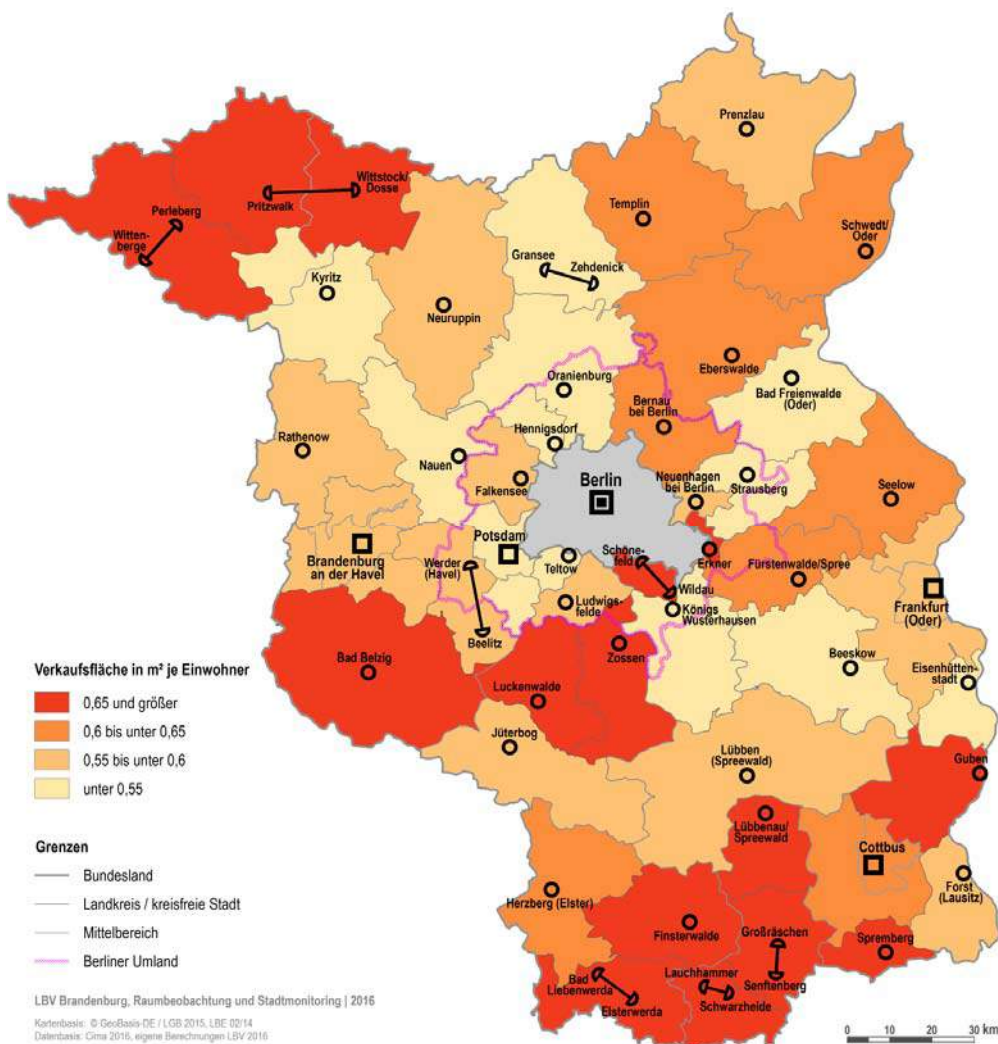 Prenzlau
Wittstock/
Dosse
Pritzwalk
Perleberg
Witten-
berge
Templin
Schwedt/
Oder
Gransee
Zehdenick
Kyritz
Neuruppin
Eberswalde
Oranienburg
Bad Freienwalde
(Oder)
Bernau
bei Berlin
Hennigsdorf
Rathenow
Nauen
Falkensee
Berlin
Neuenhagen
bei Berlin
Strausberg
Seelow
Potsdam
Brandenburg
an der Havel
Werder
(Havel)
Teltow
Schöne-
feld
Erkner
Fürstenwalde/Spree
Wildau
Königs
Wusterhausen
Ludwigs-
felde
Frankfurt
(Oder)
Beelitz
Zossen
Beeskow
Eisenhütten-
stadt
Bad Belzig
Luckenwalde
Jüterbog
Lübben
(Spreewald)
Guben
Lübbenau/
Spreewald
Cottbus
Forst
(Lausitz)
Herzberg (Elster)
Finsterwalde
Großräschen
Senftenberg
Spremberg
Bad
Liebenwerda
Elsterwerda
Lauchhammer
Schwarzheide
Verkaufsfläche in m² je Einwohner
0,65 und größer
0,6 bis unter 0,65
0,55 bis unter 0,6
unter 0,55
Grenzen
Bundesland
Landkreis / kreisfreie Stadt
Mittelbereich
Berliner Umland
LBV Brandenburg, Raumbeobachtung und Stadtmonitoring | 2016
Kartenbasis: © GeoBasis-DE / LGB 2015, LBE 02/14
Datenbasis: Cima 2016, eigene Berechnungen LBV 2016
0 10 20 30 km